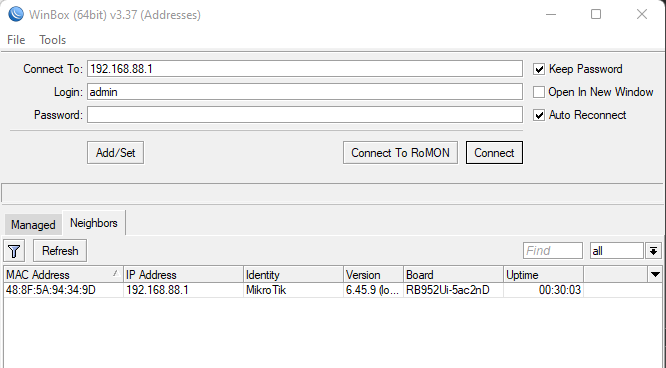 WinBox (64bit) v3.37 (Addresses)
File Tools
Connect To: 192.168.88.1 Keep Password
Login: admin Open In New Window
Password: Auto Reconnect
Add/Set Connect To RoMON Connect
Managed Neighbors
Refresh Find all
MAC Address IP Address Identity Version Board Uptime
48:8F:5A:94:34:9D 192.168.88.1 MikroTik 6.45.9 (lo... RB952Ui-5ac2nD 00:30:03